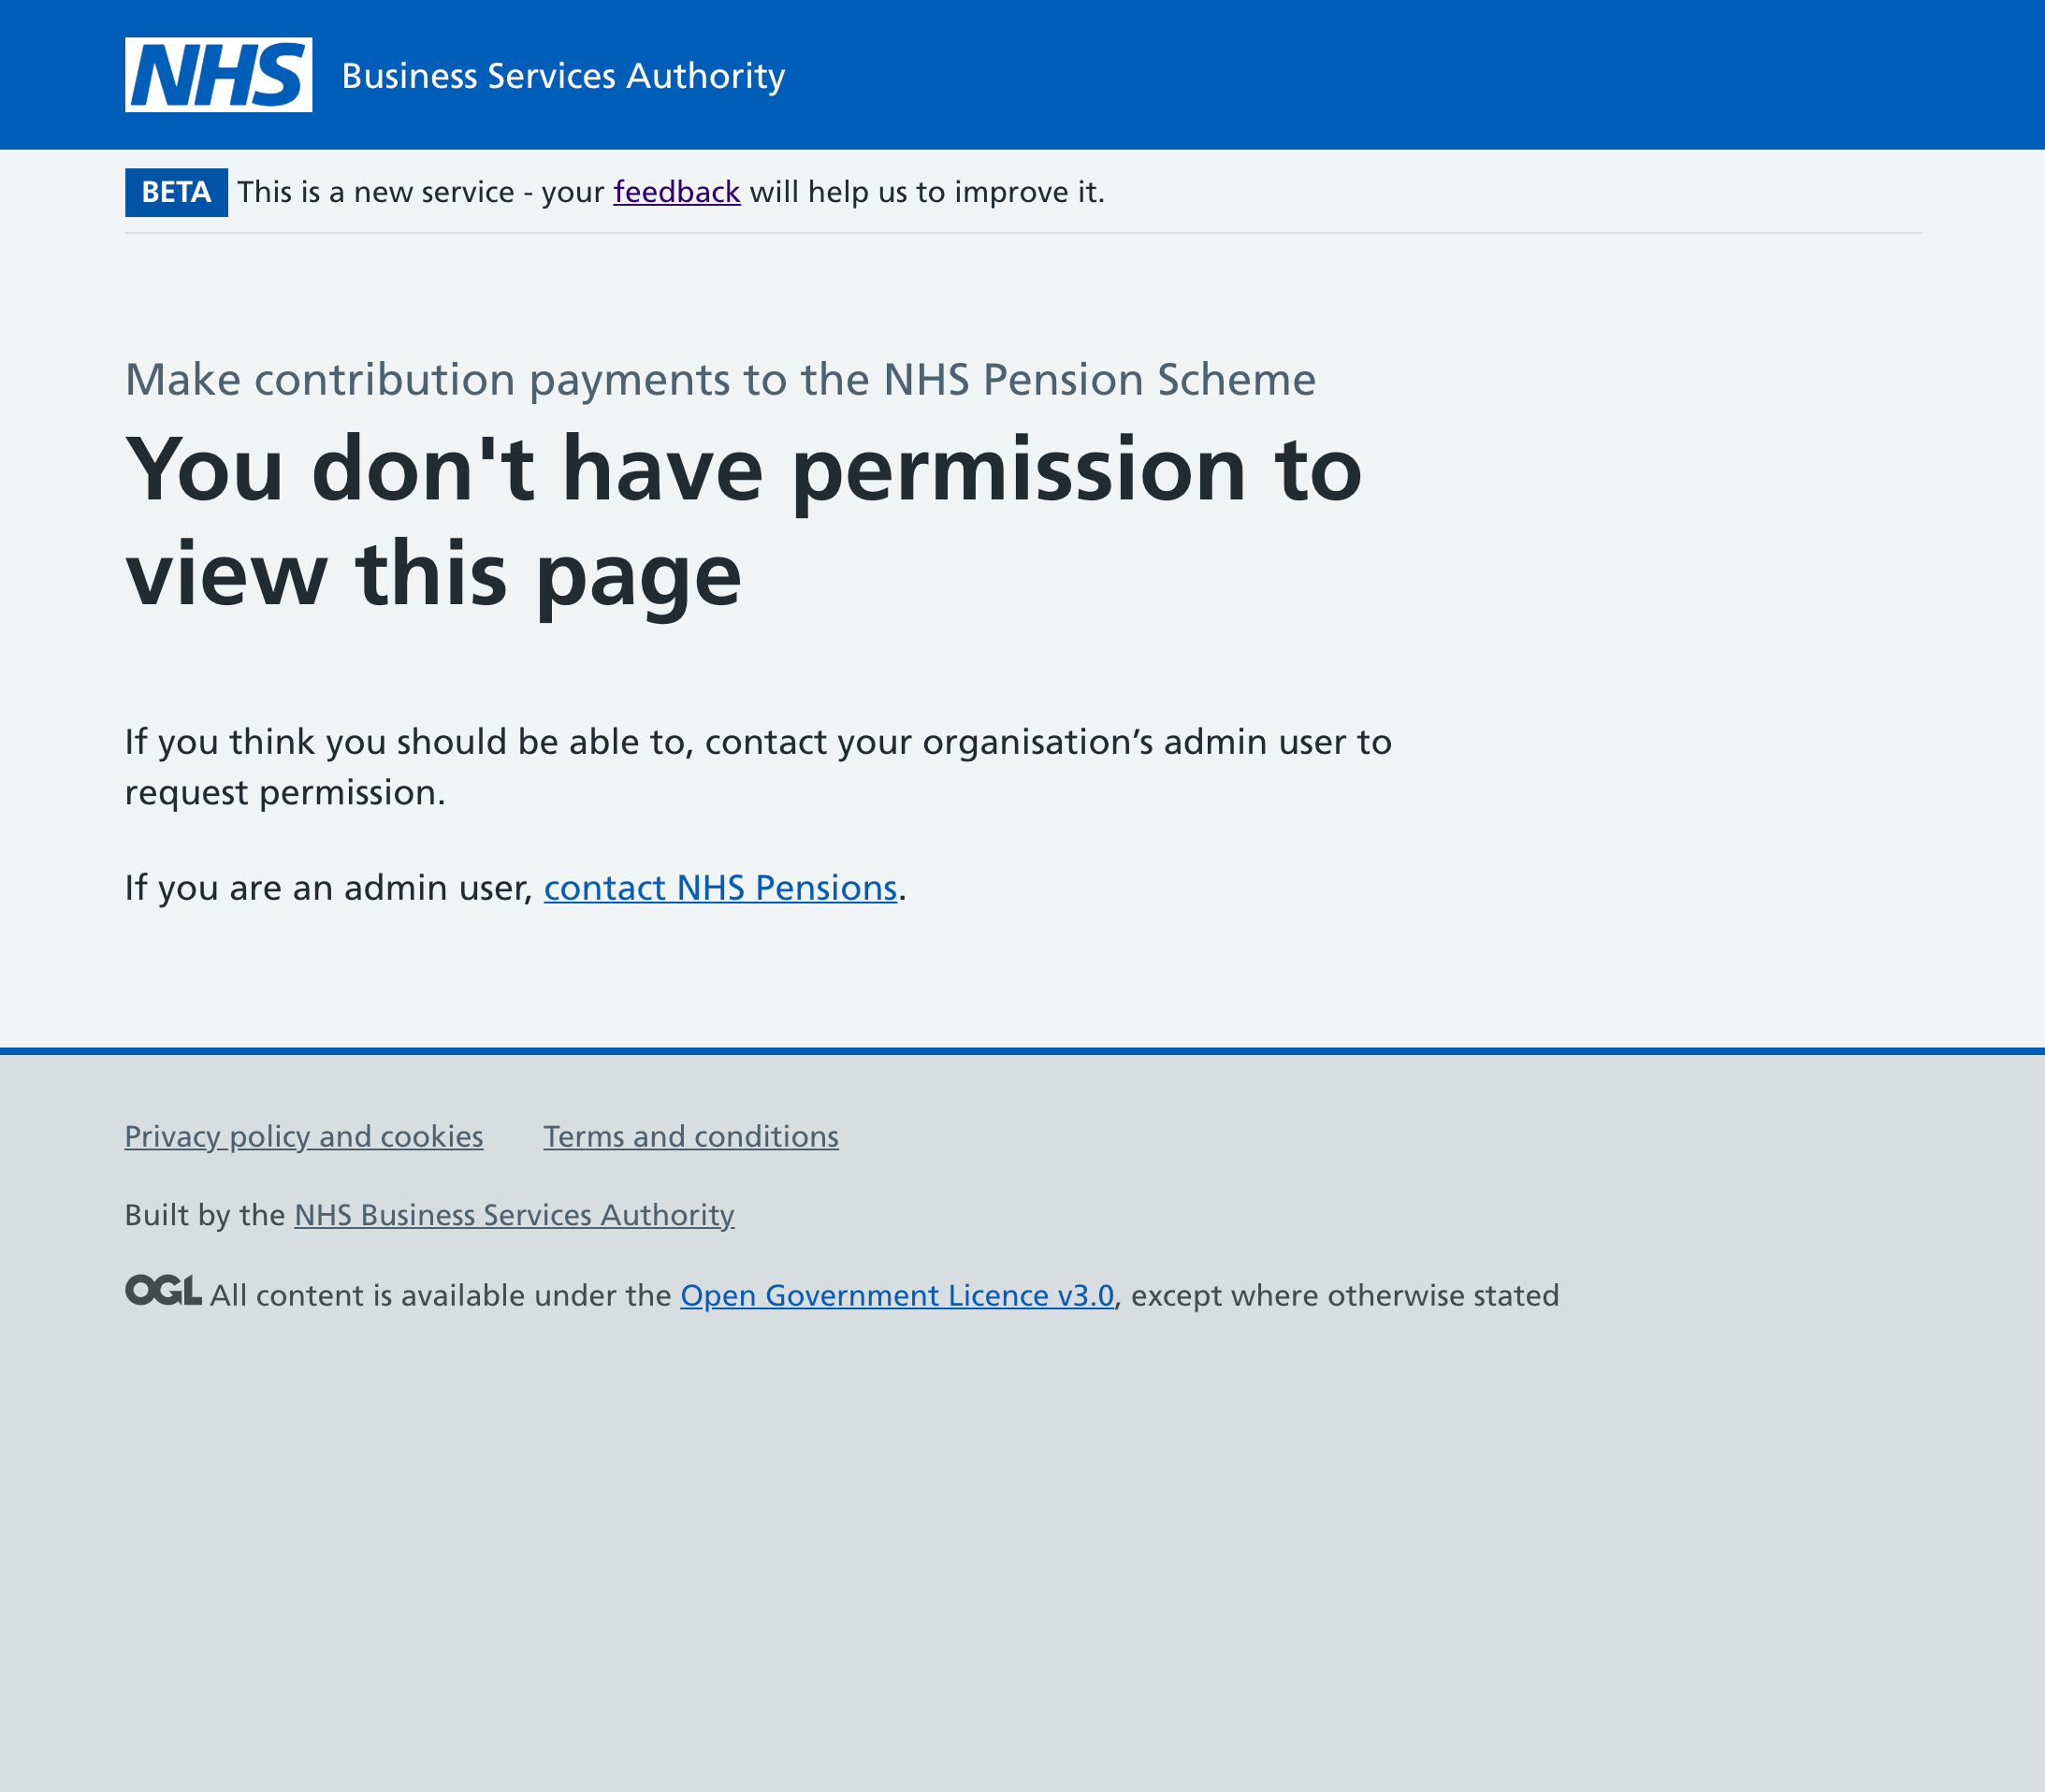 NHS Business Services Authority
BETA This is a new service - your feedback will help us to improve it.
Make contribution payments to the NHS Pension Scheme
You don't have permission to
view this page
If you think you should be able to, contact your organisation’s admin user to
request permission.
If you are an admin user, contact NHS Pensions.
Privacy policy and cookies Terms and conditions
Built by the NHS Business Services Authority
OGL All content is available under the Open Government Licence v3.0, except where otherwise stated